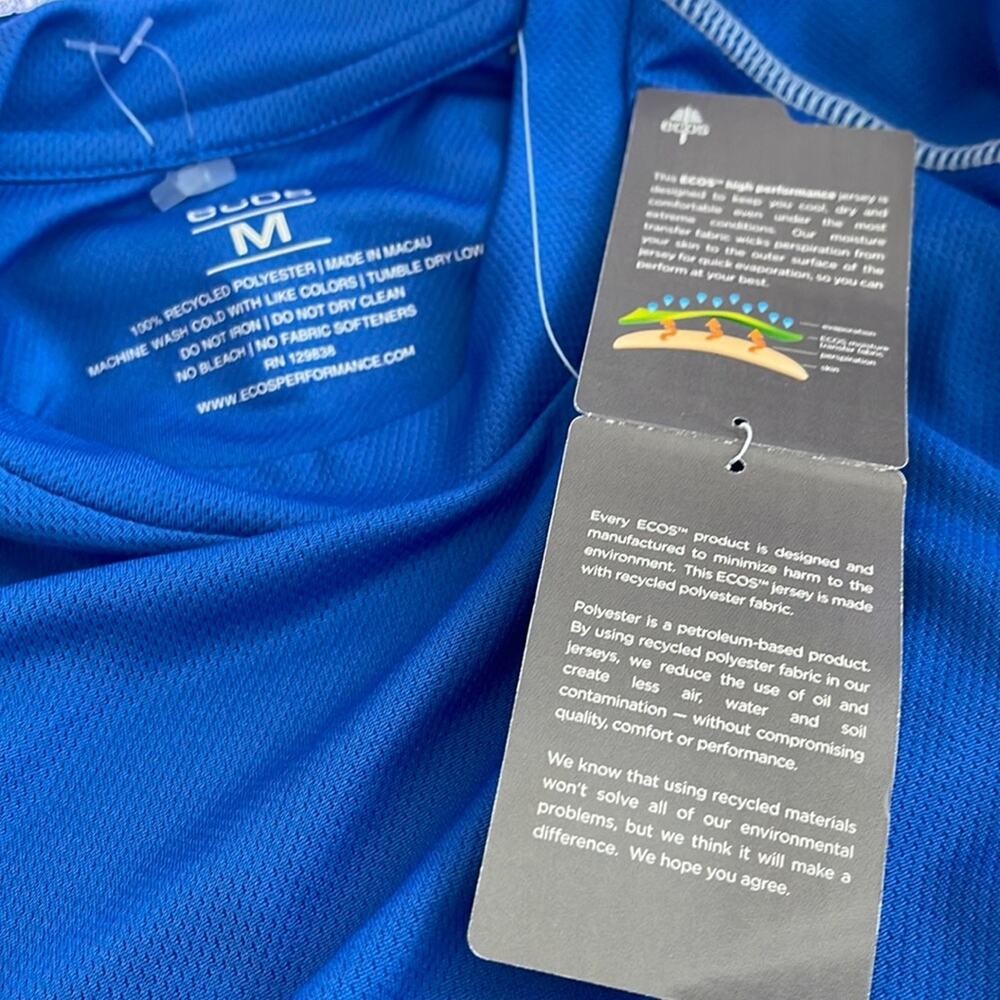 ecos
M
100% RECYCLED POLYESTER | MADE IN MACAU
MACHINE WASH COLD WITH LIKE COLORS | TUMBLE DRY LOW
DO NOT IRON | DO NOT DRY CLEAN
NO BLEACH | NO FABRIC SOFTENERS
RN 129838
WWW.ECOSPERFORMANCE.COM
ecos
This ECOS™ high performance jersey is
designed to keep you cool, dry and
comfortable even under the most
extreme conditions. Our moisture
transfer fabric wicks perspiration from
your skin to the outer surface of the
jersey for quick evaporation, so you can
perform at your best.
evaporation
ECOS moisture
transfer fabric
perspiration
skin
Every ECOS™ product is designed and
manufactured to minimize harm to the
environment. This ECOS™ jersey is made
with recycled polyester fabric.
Polyester is a petroleum-based product.
By using recycled polyester fabric in our
jerseys, we reduce the use of oil and
create less air, water and soil
contamination — without compromising
quality, comfort or performance.
We know that using recycled materials
won't solve all of our environmental
problems, but we think it will make a
difference. We hope you agree.